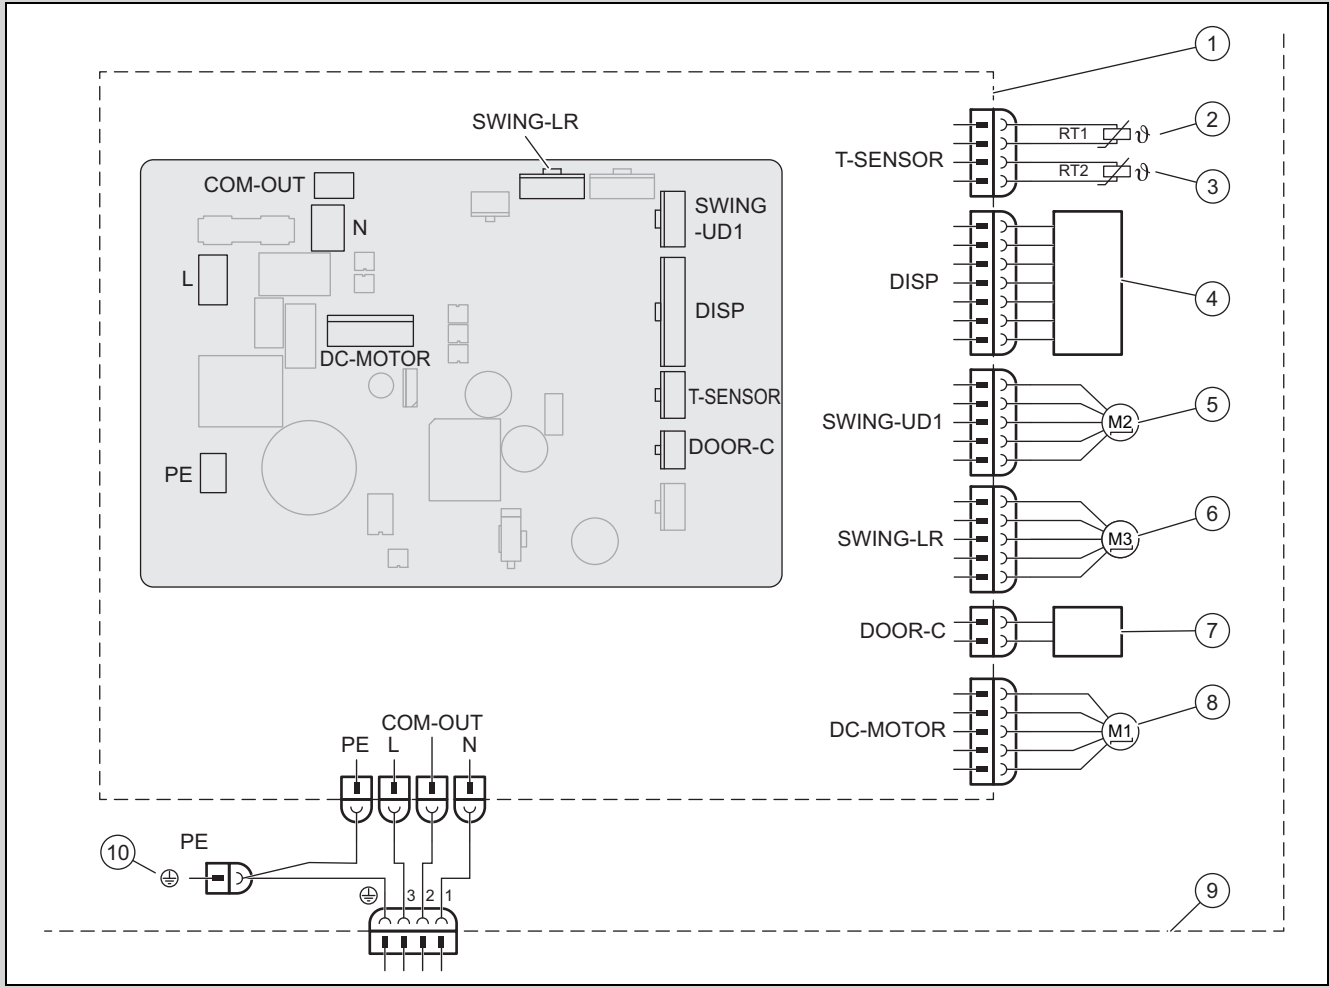 1
SWING-LR
2
RT1 ϑ
T-SENSOR
RT2 ϑ
3
COM-OUT
SWING
-UD1
N
L
DISP
4
DISP
DC-MOTOR
T-SENSOR
5
SWING-UD1
M2
DOOR-C
PE
6
SWING-LR
M3
DOOR-C
7
8
DC-MOTOR
M1
COM-OUT
PE L N
10
PE
3 2 1
9